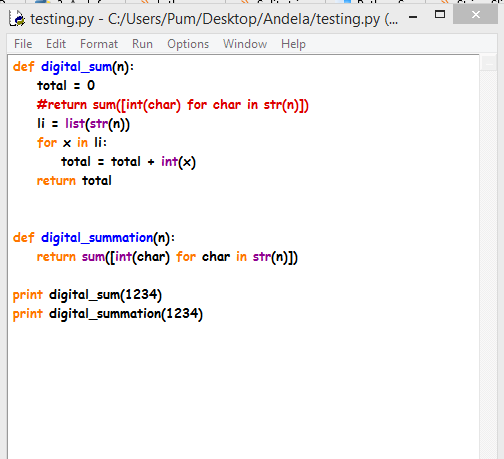 testing.py - C:/Users/Pum/Desktop/Andela/testing.py (...
File Edit Format Run Options Window Help
def digital_sum(n):
    total = 0
    #return sum([int(char) for char in str(n)])
    li = list(str(n))
    for x in li:
        total = total + int(x)
    return total
def digital_summation(n):
    return sum([int(char) for char in str(n)])
print digital_sum(1234)
print digital_summation(1234)